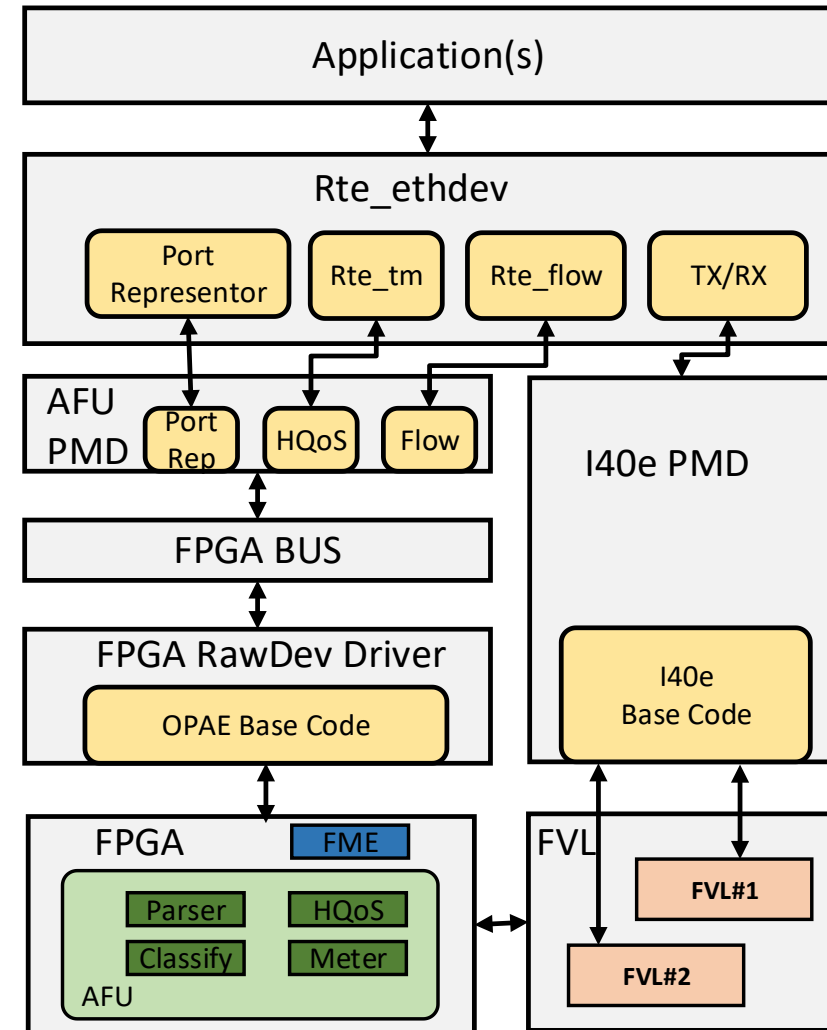 Application(s)
Rte_ethdev
Port
Representor
Rte_tm
Rte_flow
TX/RX
AFU
PMD
Port
Rep
HQoS
Flow
I40e PMD
FPGA BUS
FPGA RawDev Driver
OPAE Base Code
I40e
Base Code
FPGA
FME
Parser
HQoS
Classify
Meter
AFU
FVL
FVL#1
FVL#2